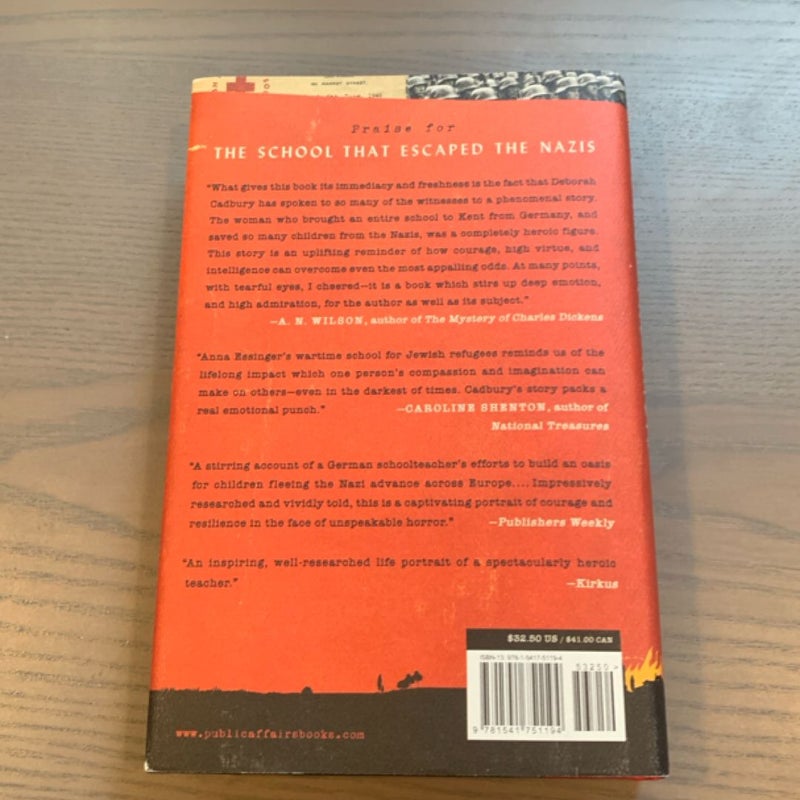 Praise for
THE SCHOOL THAT ESCAPED THE NAZIS
"What gives this book its immediacy and freshness is the fact that Deborah
Cadbury has spoken to so many of the witnesses to a phenomenal story.
The woman who brought an entire school to Kent from Germany, and
saved so many children from the Nazis, was a completely heroic figure.
This story is an uplifting reminder of how courage, high virtue, and
intelligence can overcome even the most appalling odds. At many points,
with tearful eyes, I cheered—it is a book which stirs up deep emotion,
and high admiration, for the author as well as its subject."
—A. N. WILSON, author of The Mystery of Charles Dickens
"Anna Essinger's wartime school for Jewish refugees reminds us of the
lifelong impact which one person's compassion and imagination can
make on others—even in the darkest of times. Cadbury's story packs a
real emotional punch." —CAROLINE SHENTON, author of
National Treasures
"A stirring account of a German schoolteacher's efforts to build an oasis
for children fleeing the Nazi advance across Europe.... Impressively
researched and vividly told, this is a captivating portrait of courage and
resilience in the face of unspeakable horror." —Publishers Weekly
"An inspiring, well-researched life portrait of a spectacularly heroic
teacher." —Kirkus
$32.50 US / $41.00 CAN
ISBN-13: 978-1-5417-5119-4
53250 >
9 781541 751194
www.publicaffairsbooks.com